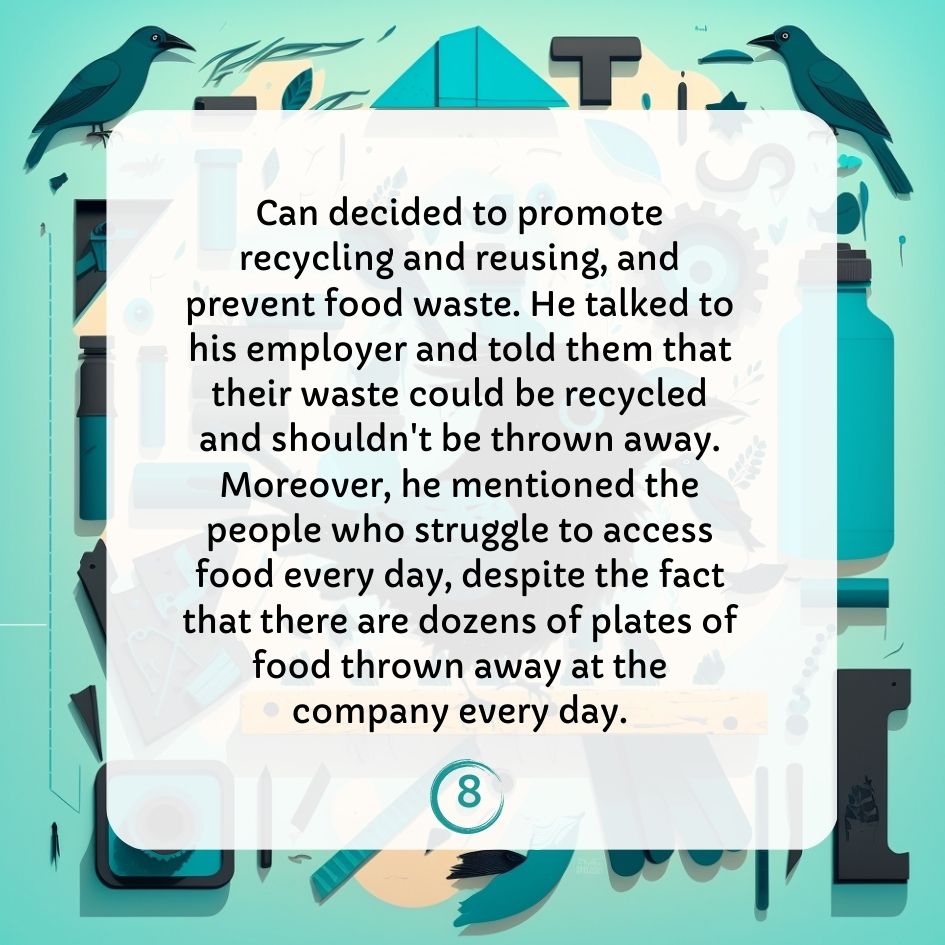 Can decided to promote
recycling and reusing, and
prevent food waste. He talked to
his employer and told them that
their waste could be recycled
and shouldn't be thrown away.
Moreover, he mentioned the
people who struggle to access
food every day, despite the fact
that there are dozens of plates of
food thrown away at the
company every day.
8